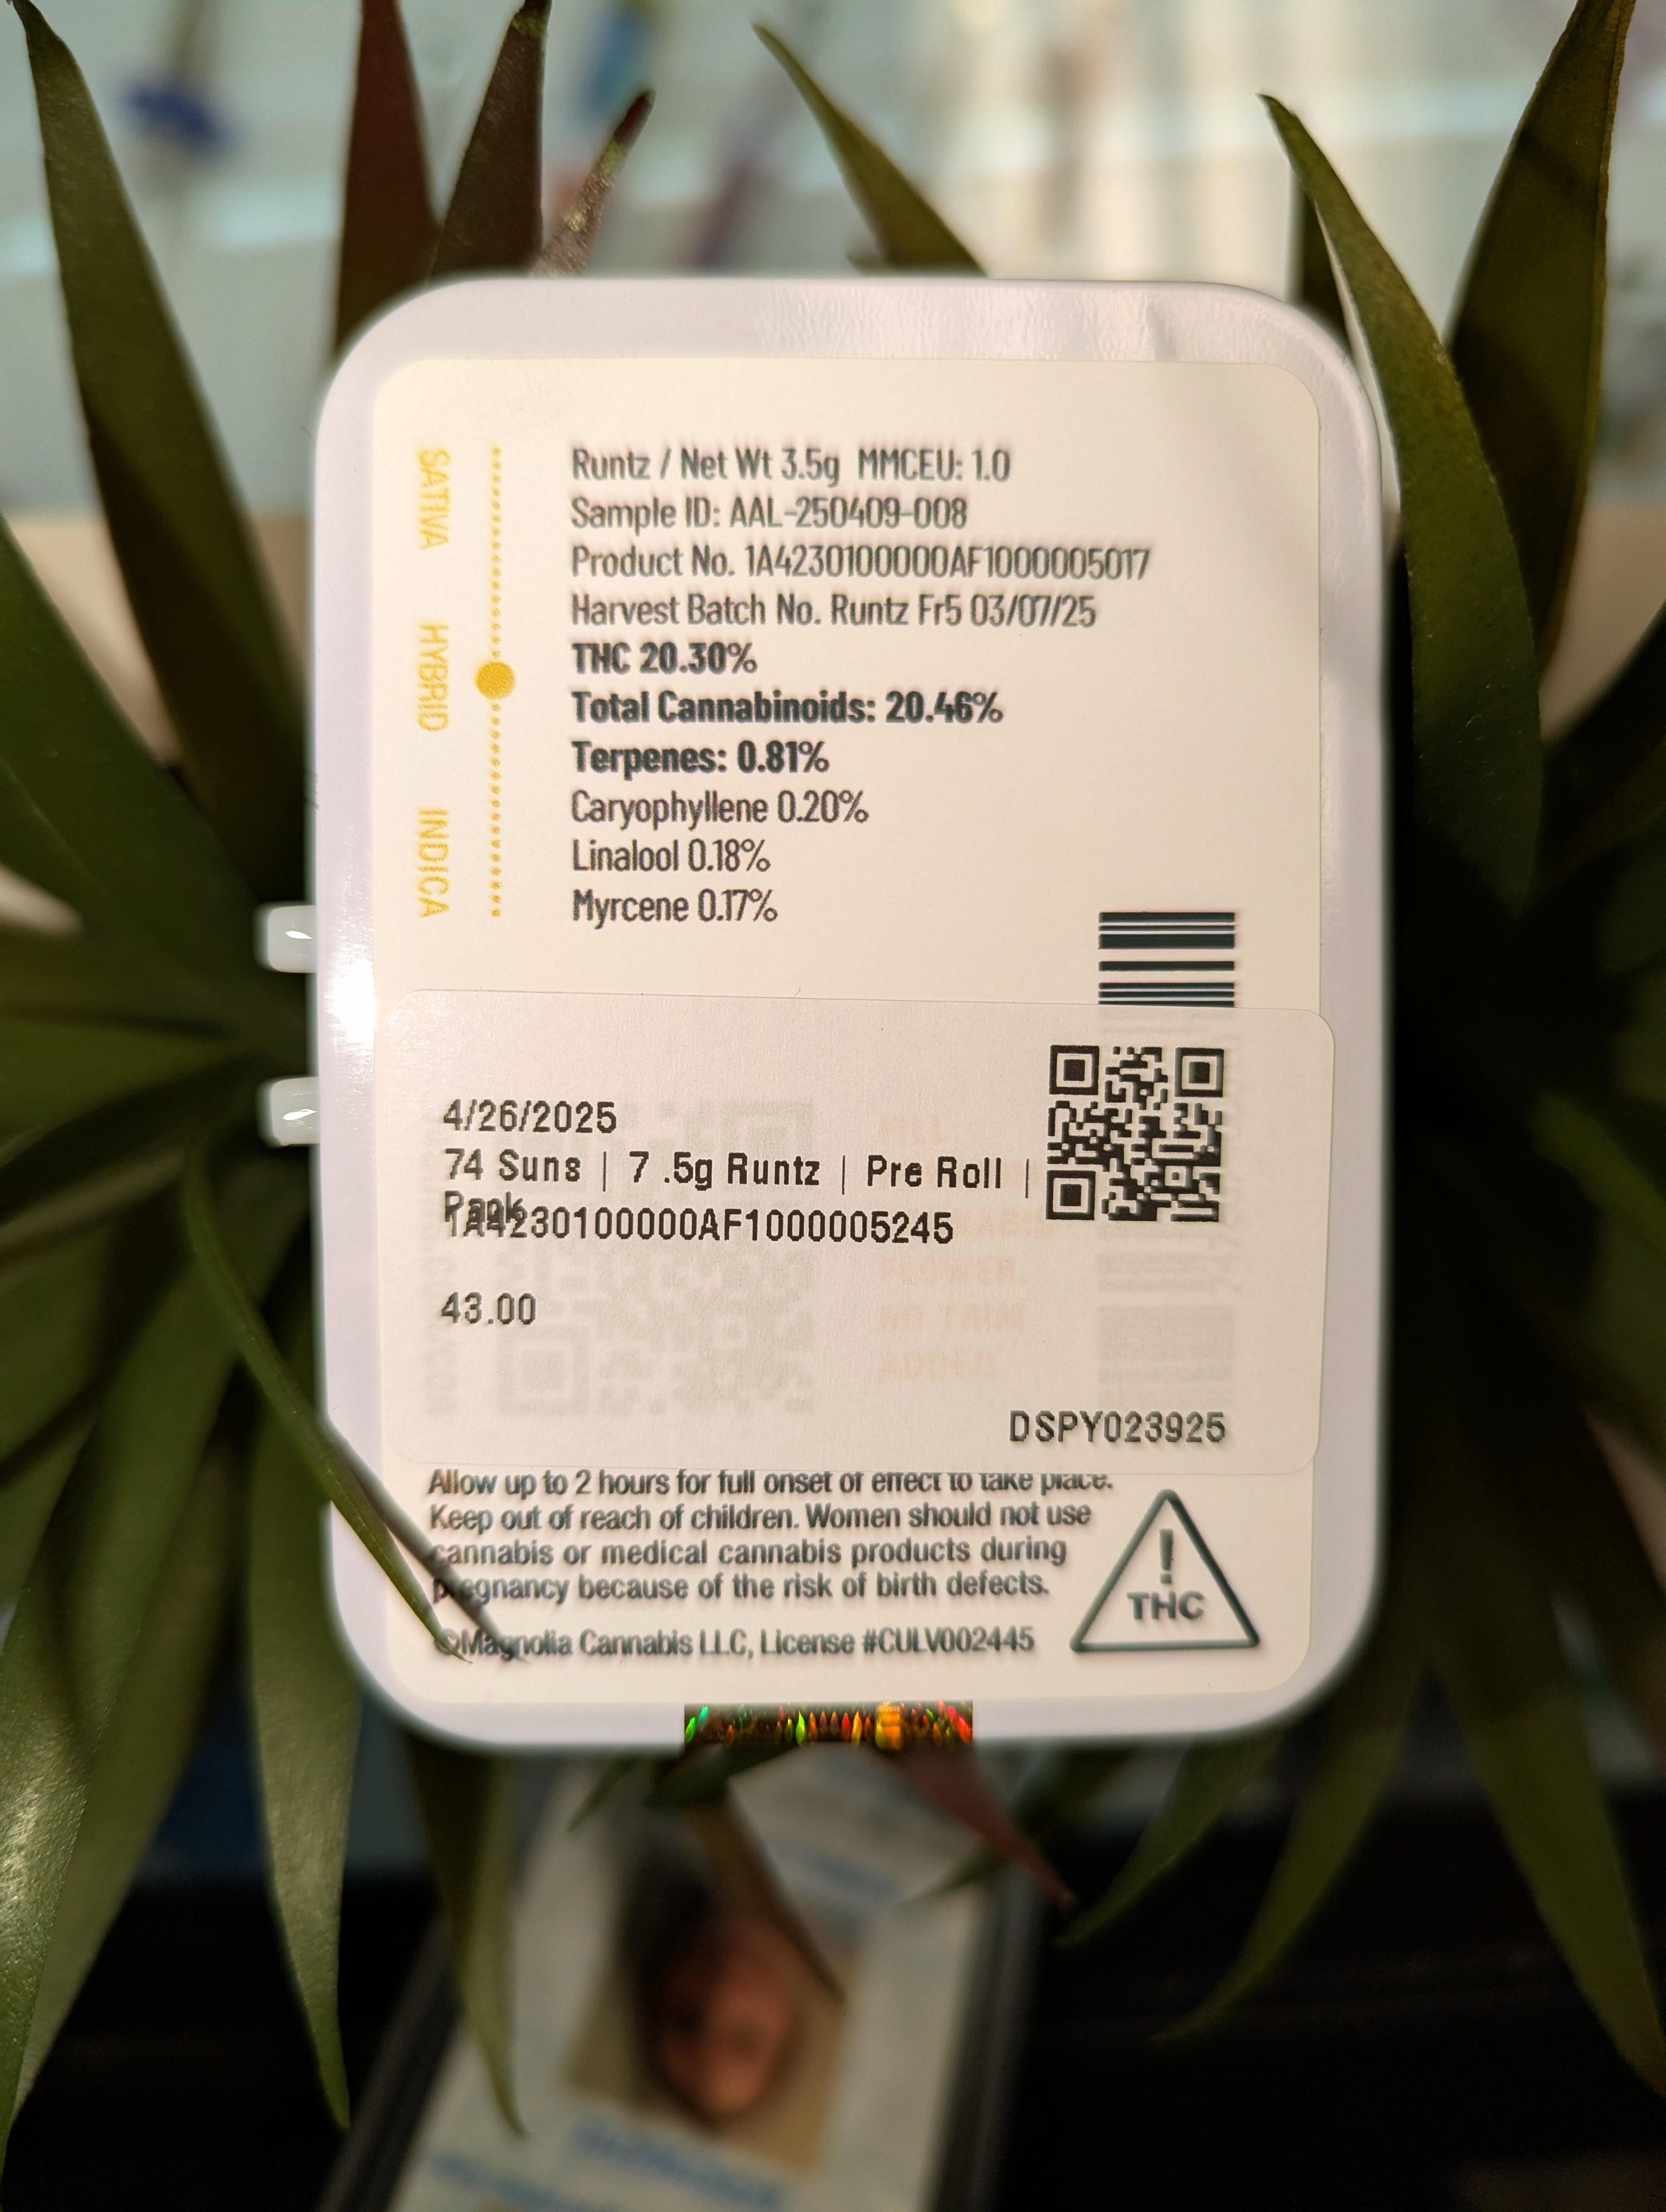 SATIVA
HYBRID
INDICA
Runtz / Net Wt 3.5g MMCEU: 1.0
Sample ID: AAL-250409-008
Product No. 1A4230100000AF1000005017
Harvest Batch No. Runtz Fr5 03/07/25
THC 20.30%
Total Cannabinoids: 20.46%
Terpenes: 0.81%
Caryophyllene 0.20%
Linalool 0.18%
Myrcene 0.17%
4/26/2025
74 Suns | 7 .5g Runtz | Pre Roll |
Pack
1A4230100000AF1000005245
43.00
DSPY023925
Allow up to 2 hours for full onset of effect to take place.
Keep out of reach of children. Women should not use
cannabis or medical cannabis products during
pregnancy because of the risk of birth defects.
©Magnolia Cannabis LLC, License #CULV002445
!
THC